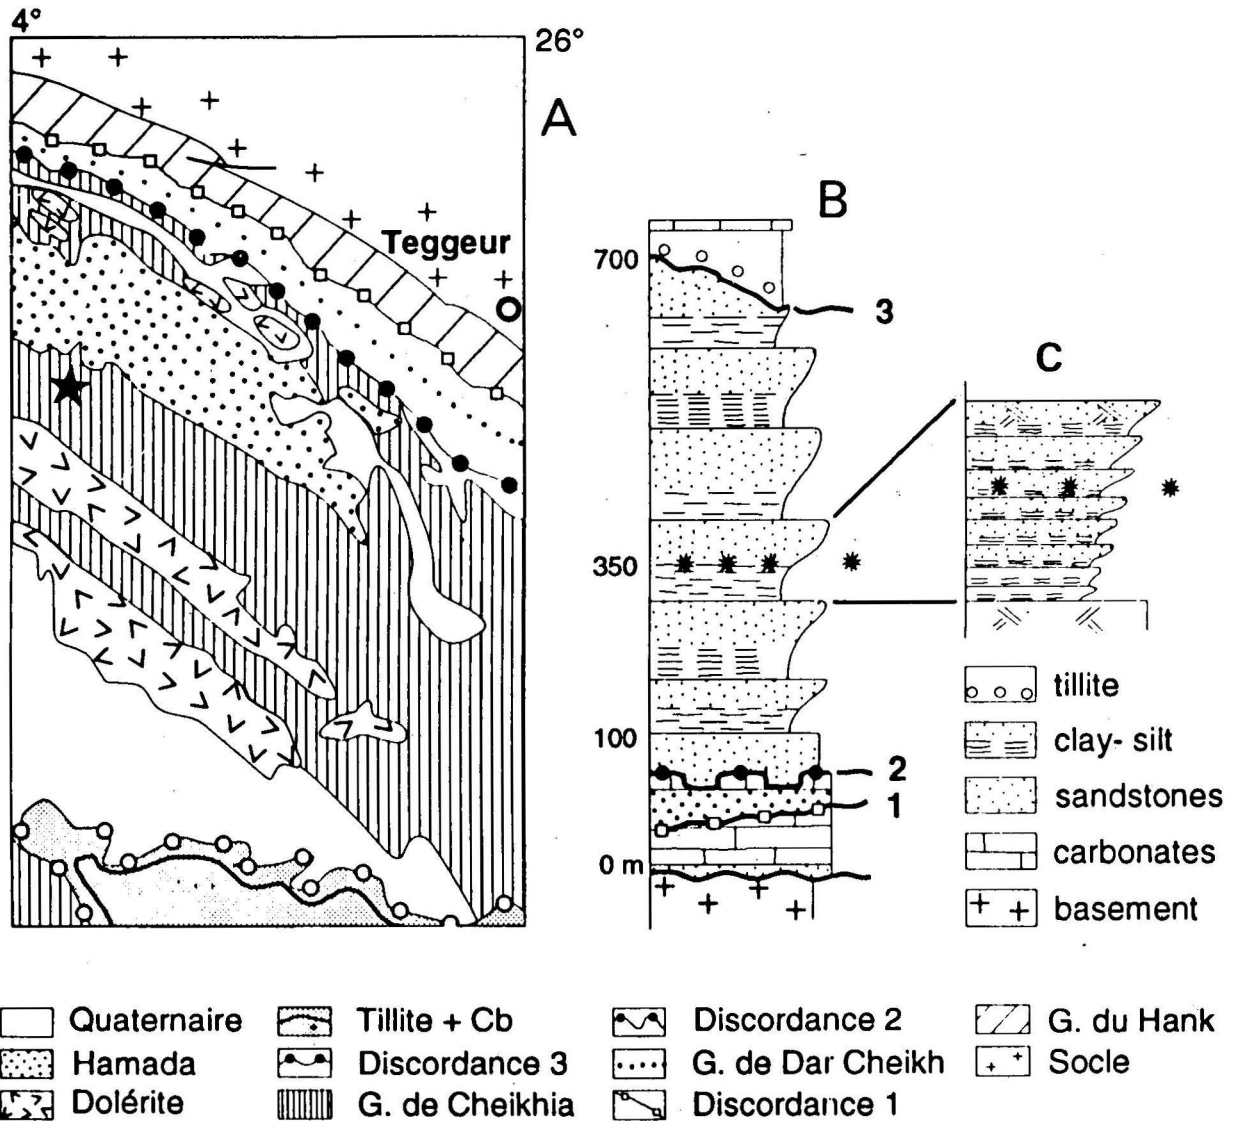 4°
26°
A
Teggeur
B
700
3
C
350
100
2
1
0 m
tillite
clay-silt
sandstones
carbonates
basement
Quaternaire
Tillite + Cb
Discordance 2
G. du Hank
Hamada
Discordance 3
G. de Dar Cheikh
Socle
Dolérite
G. de Cheikhia
Discordance 1